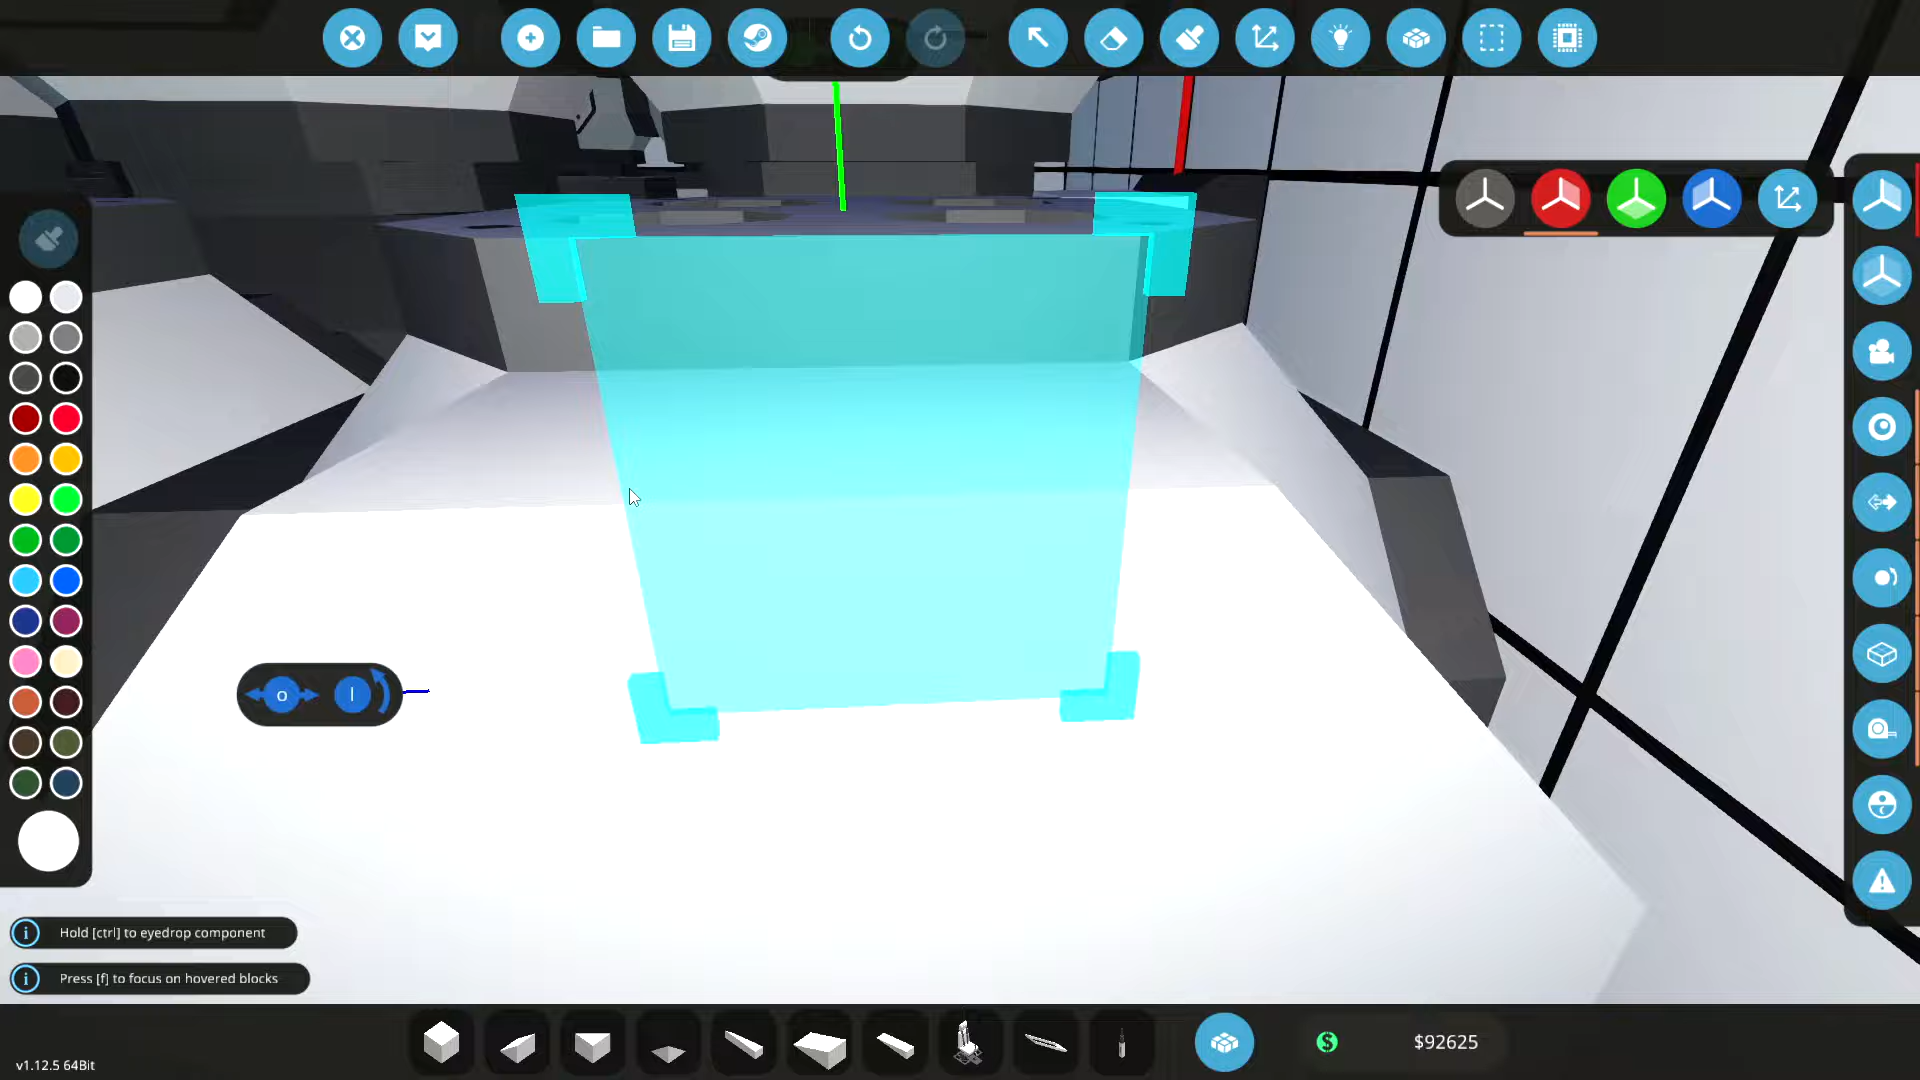 o
l
Hold [ctrl] to eyedrop component
Press [f] to focus on hovered blocks
$92625
v1.12.5 64Bit